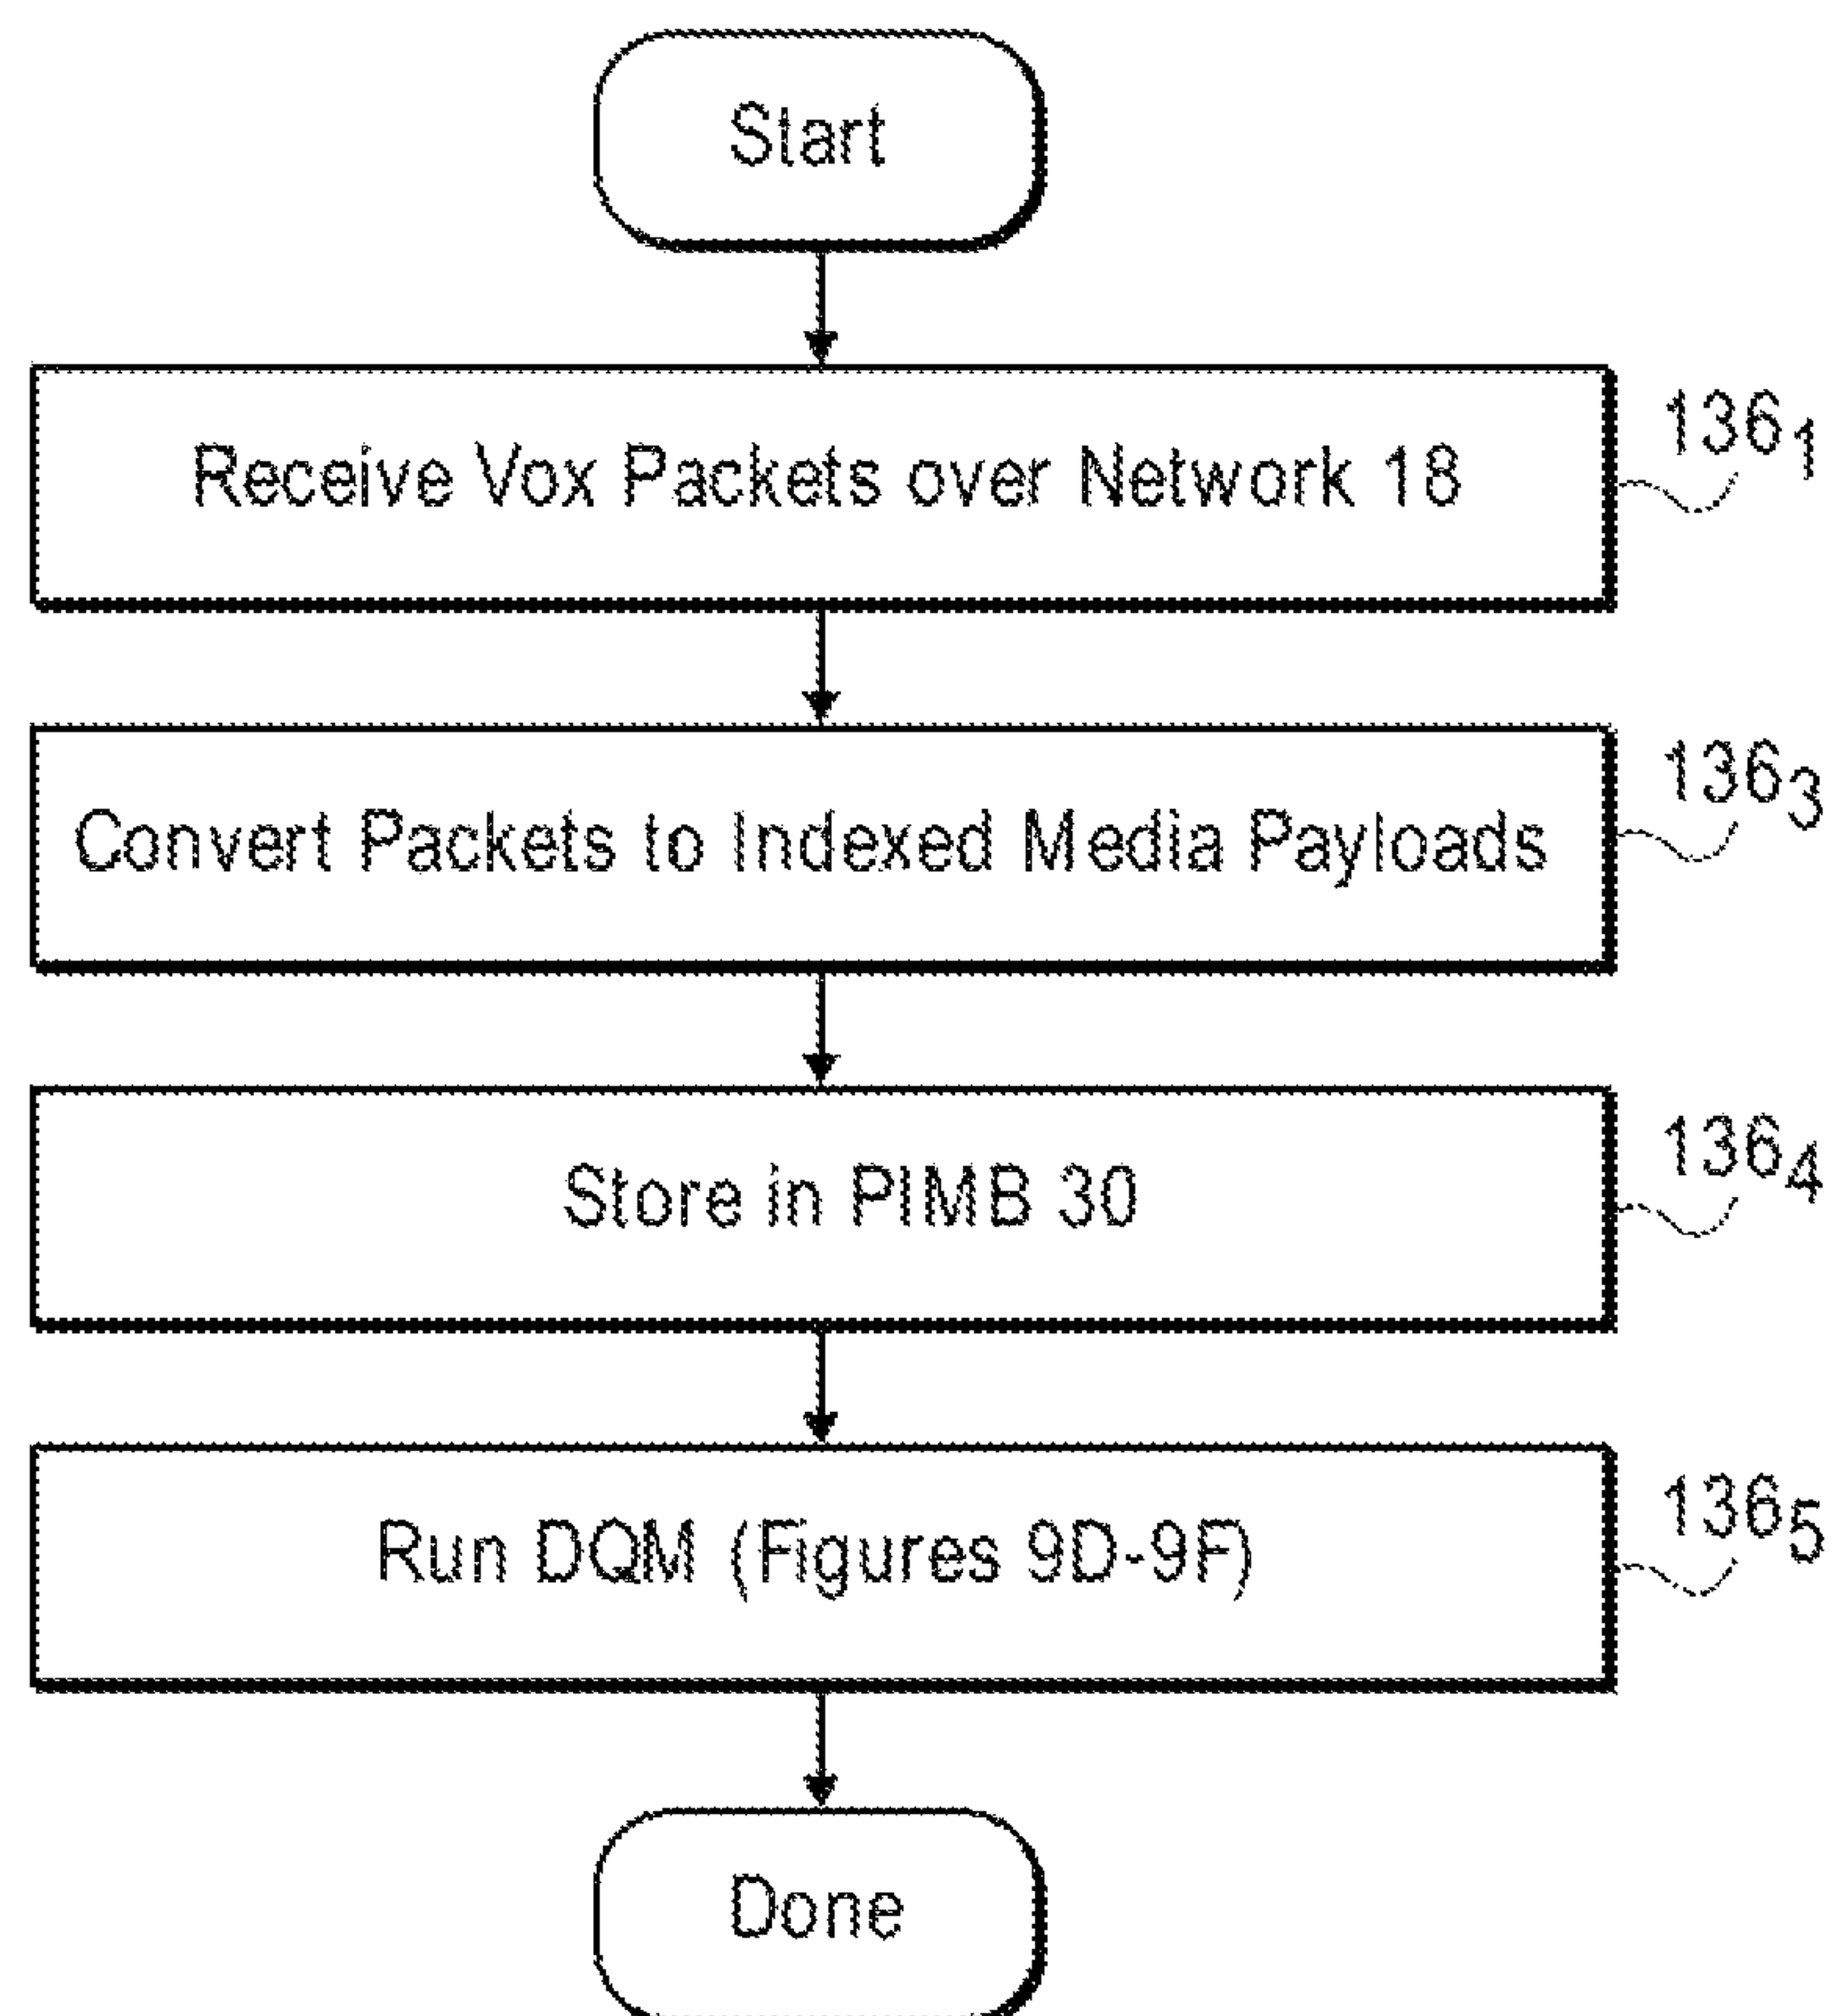 Start
Receive Vox Packets over Network 18
136₁
Convert Packets to Indexed Media Payloads
136₃
Store in PIMB 30
136₄
Run DQM (Figures 9D-9F)
136₅
Done